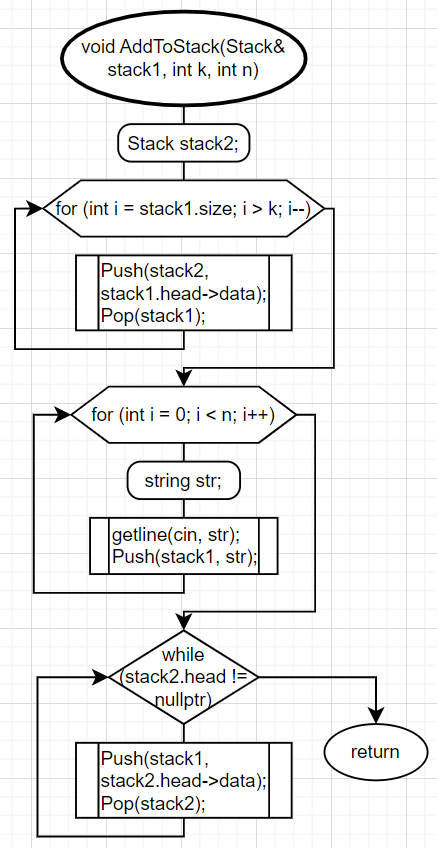 void AddToStack(Stack&
stack1, int k, int n)
Stack stack2;
for (int i = stack1.size; i > k; i--)
Push(stack2,
stack1.head->data);
Pop(stack1);
for (int i = 0; i < n; i++)
string str;
getline(cin, str);
Push(stack1, str);
while
(stack2.head !=
nullptr)
return
Push(stack1,
stack2.head->data);
Pop(stack2);